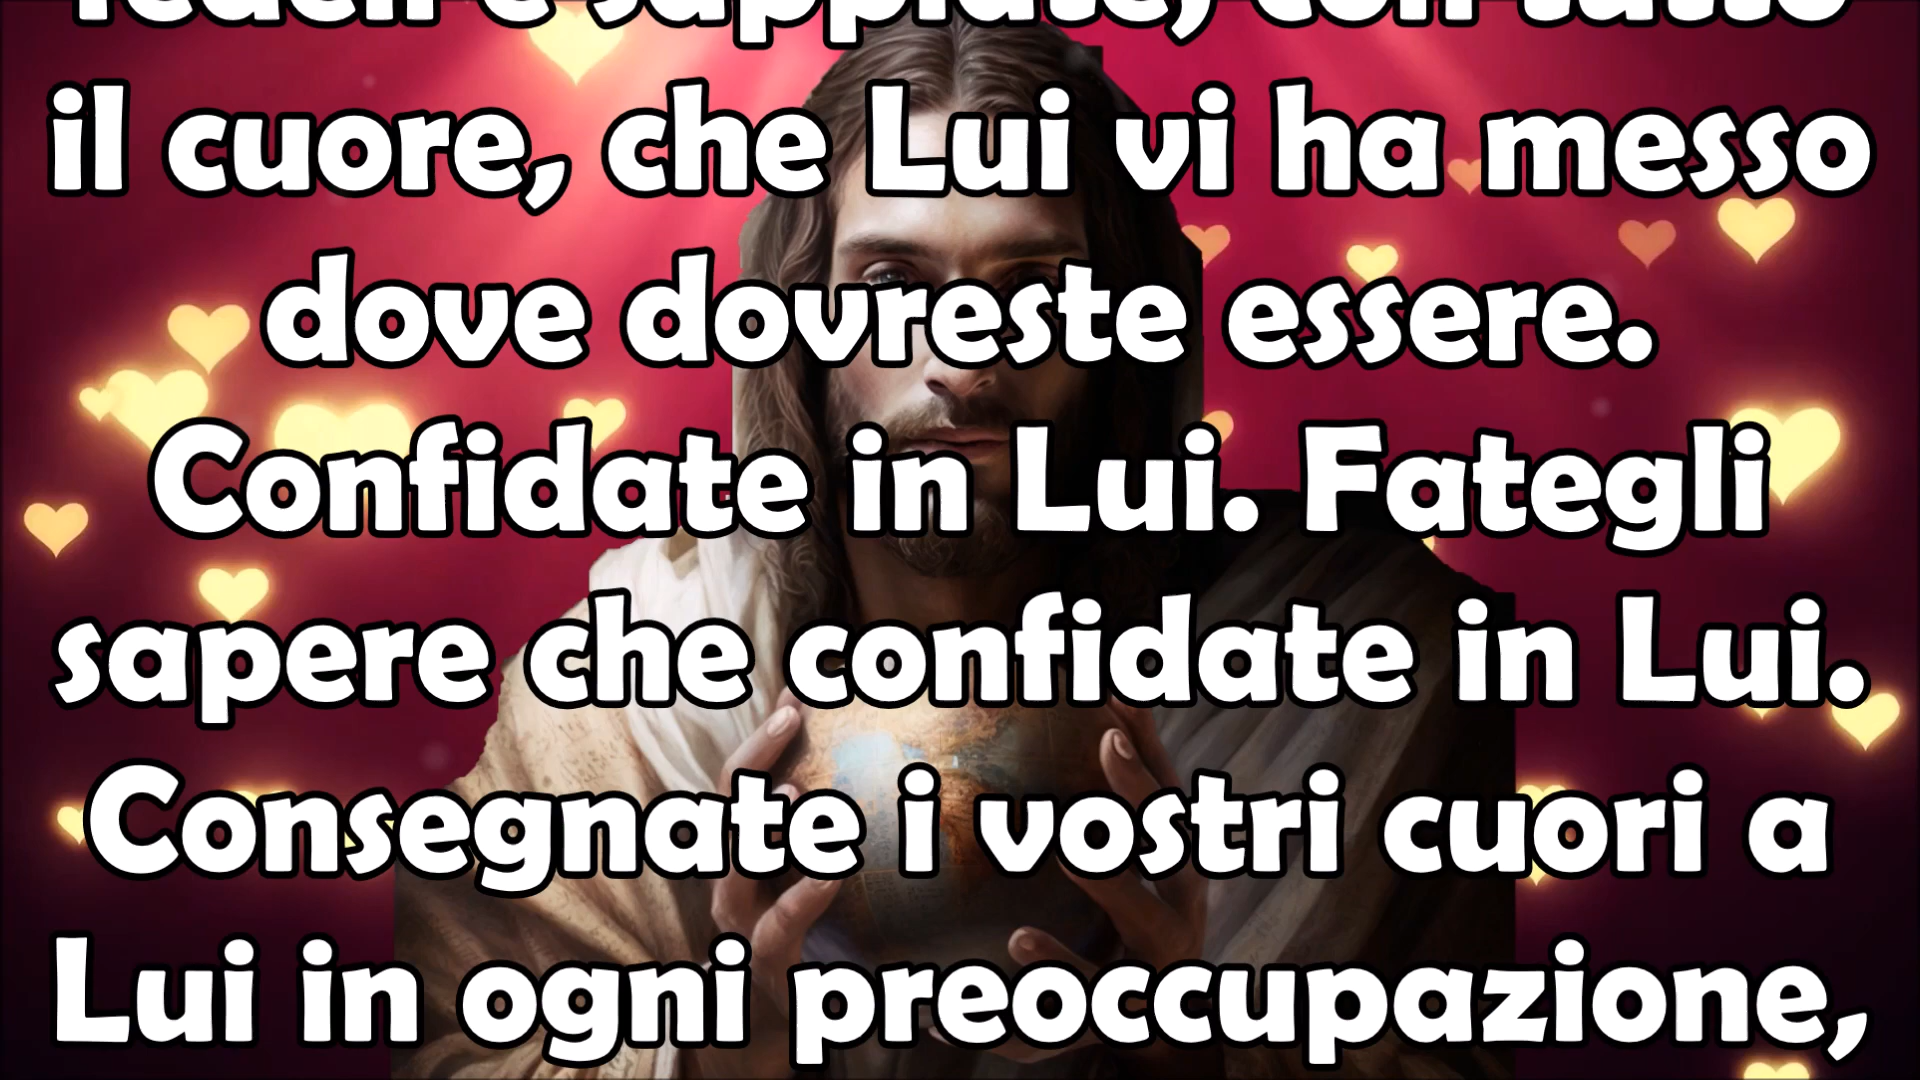 fedeli e sappiate, con tutto
il cuore, che Lui vi ha messo
dove dovreste essere.
Confidate in Lui. Fategli
sapere che confidate in Lui.
Consegnate i vostri cuori a
Lui in ogni preoccupazione,